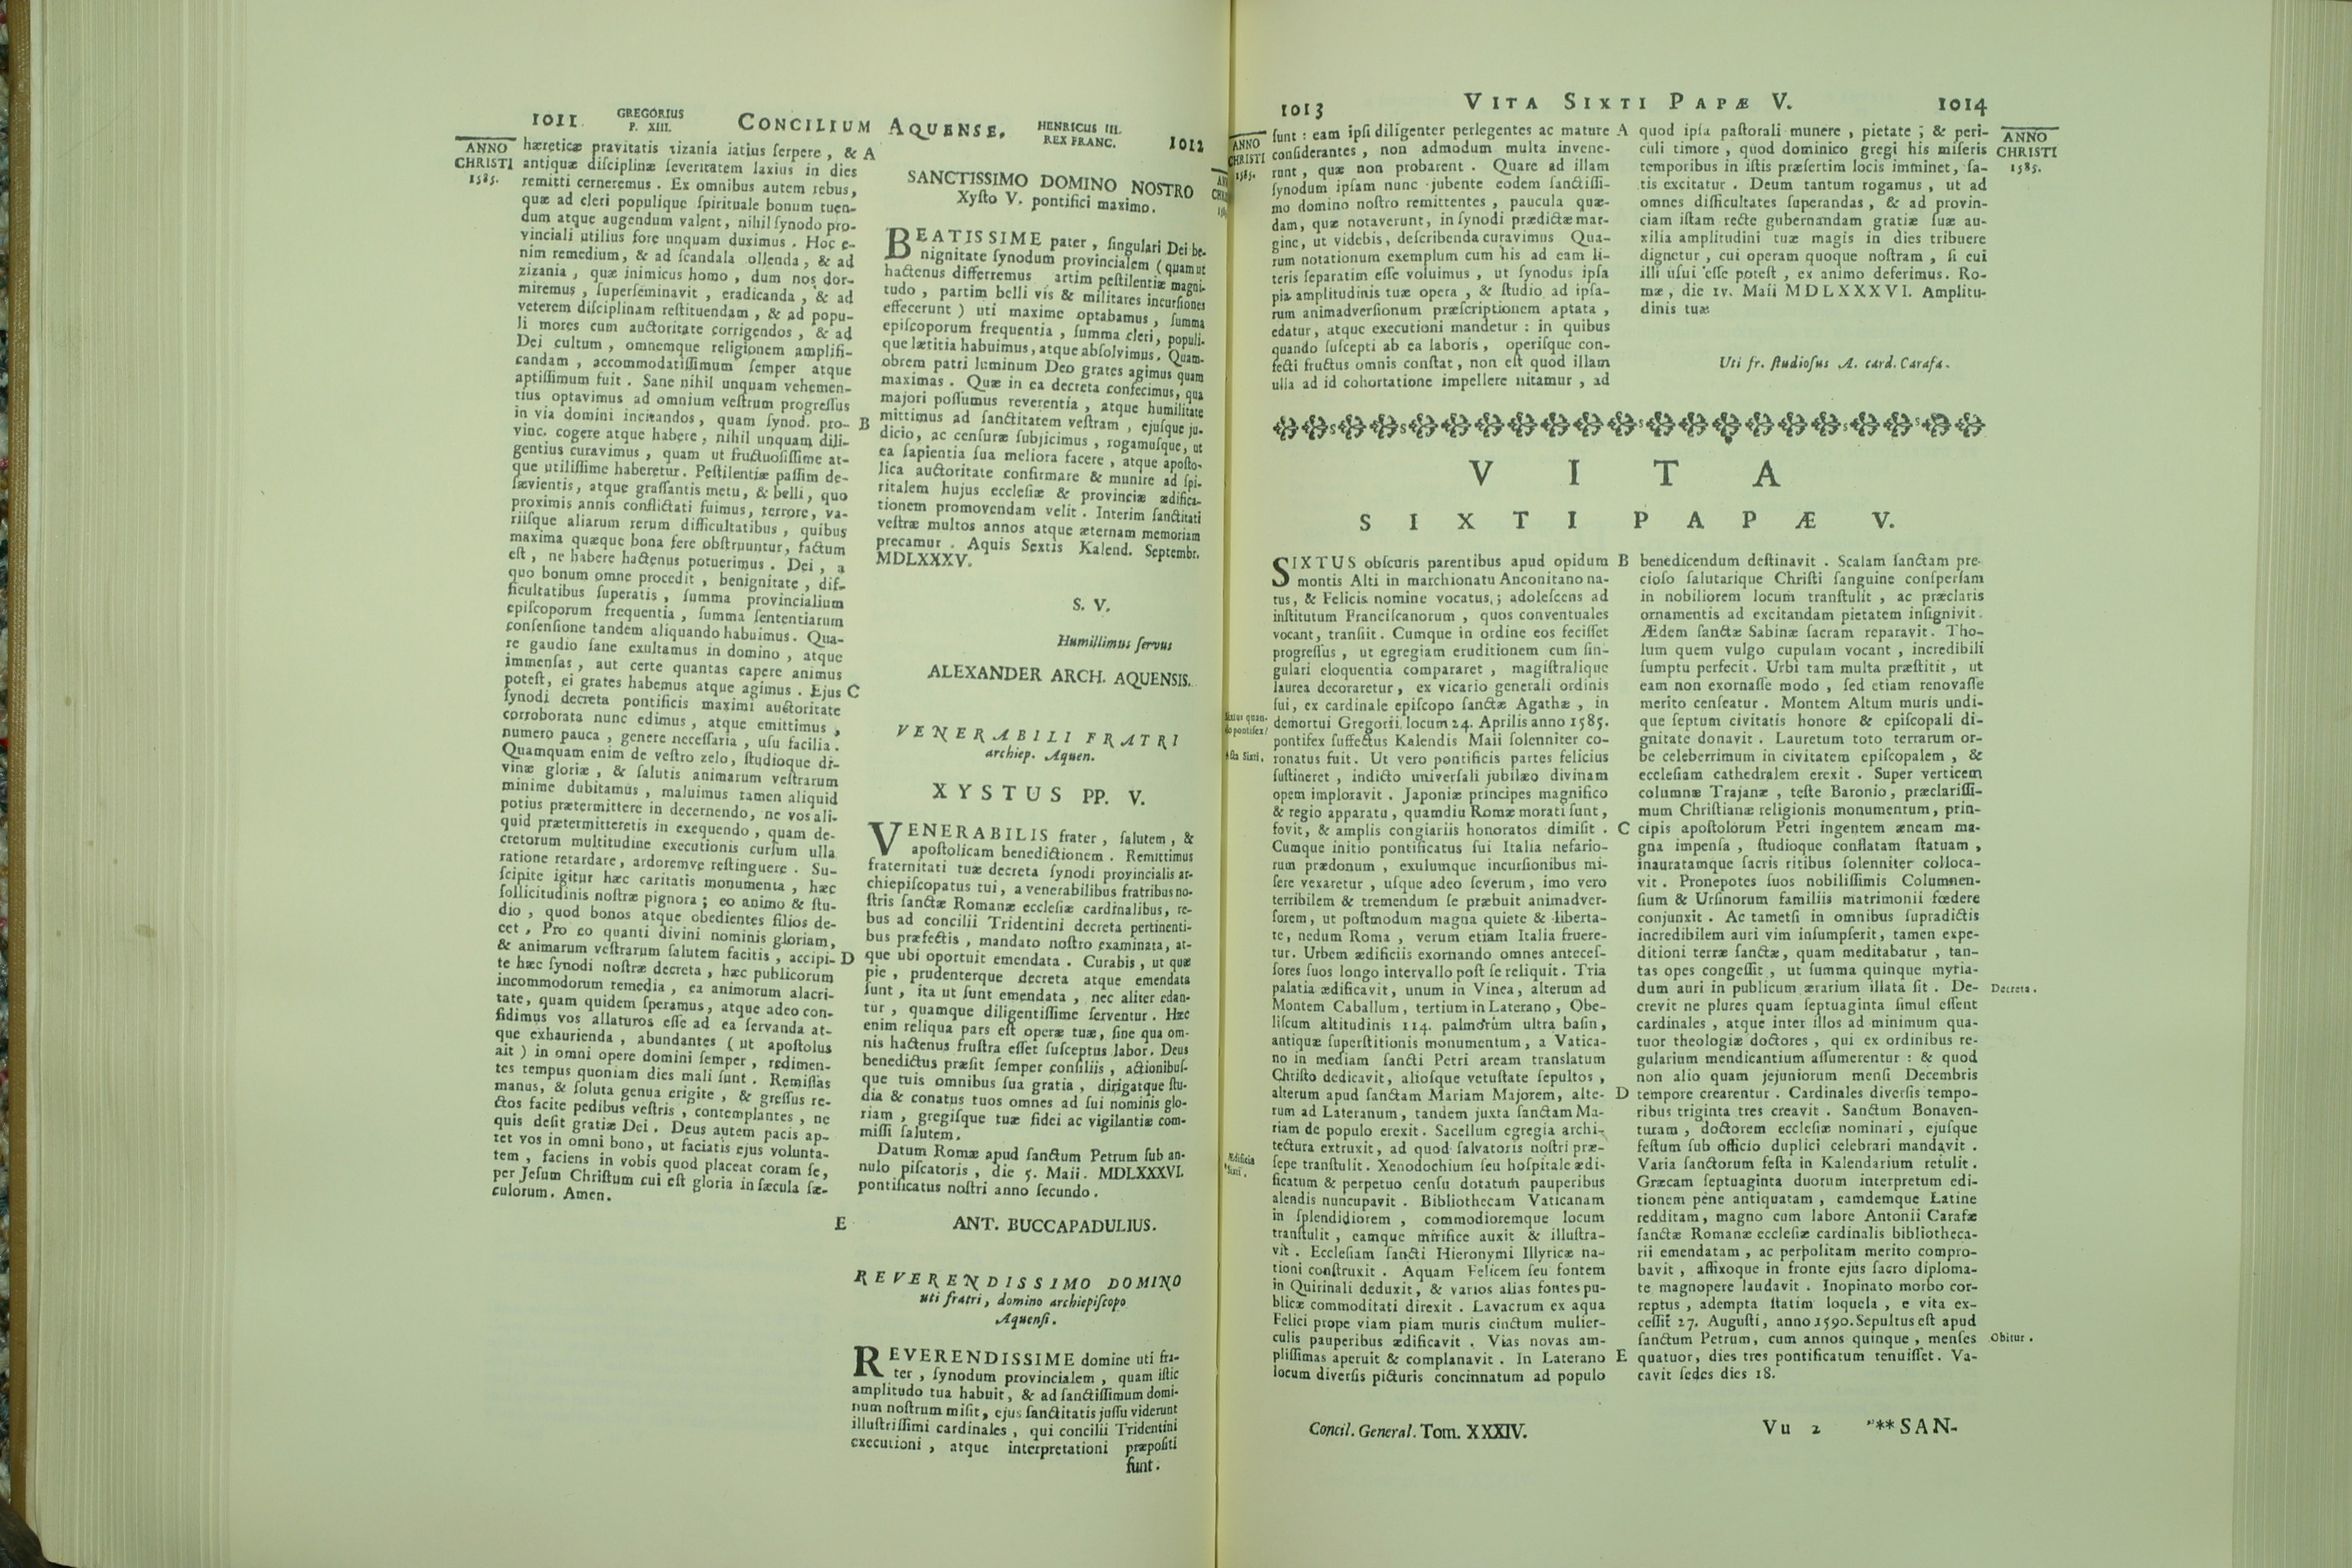 1011 GREGORIUS P. XIII. CONCILIUM AQUENSE. HENRICUS III. REX FRANC. 1012
ANNO
CHRISTI
1585.
hæreticæ pravitatis zizania latius ſerpere, & A
antiquæ diſciplinæ ſeveritatem laxius in dies
remitti cerneremus. Ex omnibus autem rebus,
quæ ad cleri populique ſpirituale bonum tuen-
dum atque augendum valent, nihil ſynodo pro-
vinciali utilius fore unquam duximus. Hoc e-
nim remedium, & ad ſcandala ollenda, & ad
zizania, quæ inimicus homo, dum nos dor-
miremus, ſuperſeminavit, eradicanda, & ad
veterem diſciplinam reſtituendam, & ad popu-
li mores cum auctoritate corrigendos, & ad
Dei cultum, omnemque religionem amplifi-
candam, accommodatiſſimum ſemper atque
aptiſſimum fuit. Sane nihil unquam vehemen-
tius optavimus ad omnium veſtrum progreſſus
in via domini incitandos, quam ſynod. pro- B
vinc. cogere atque habere, nihil unquam dili-
gentius curavimus, quam ut fructuoſiſſime at-
que utiliſſime haberetur. Peſtilentiæ paſſim de-
ſævientis, atque graſſantis metu, & belli, quo
proximis annis conflictati fuimus, terrore, va-
riiſque aliarum rerum difficultatibus, quibus
maxima quæque bona fere obſtruuntur, factum
eſt, ne habere hactenus potuerimus. Dei, a
quo bonum omne procedit, benignitate, dif-
ficultatibus ſuperatis, ſumma provincialium
epiſcoporum frequentia, ſumma ſententiarum
conſenſione tandem aliquando habuimus. Qua-
re gaudio ſane exultamus in domino, atque
immenſas, aut certe quantas capere animus
poteſt, ei grates habemus atque agimus. Ejus C
ſynodi decreta pontificis maximi auctoritate
corroborata nunc edimus, atque emittimus,
numero pauca, genere neceſſaria, uſu facilia.
Quamquam enim de veſtro zelo, ſtudioque di-
vinæ gloriæ, & ſalutis animarum veſtrarum
minime dubitamus, maluimus tamen aliquid
potius prætermittere in decernendo, ne vos ali-
quid prætermitteretis in exequendo, quam de-
cretorum multitudine executionis curſum ulla
ratione retardare, ardoremve reſtinguere. Su-
ſcipite igitur hæc caritatis monumenta, hæc
ſollicitudinis noſtræ pignora; eo animo & ſtu-
dio, quod bonos atque obedientes filios de-
cet. Pro eo quanti divini nominis gloriam,
& animarum veſtrarum ſalutem facitis, accipi- D
te hæc ſynodi noſtræ decreta, hæc publicorum
incommodorum remedia, ea animorum alacri-
tate, quam quidem ſperamus, atque adeo con-
fidimus vos allaturos eſſe ad ea ſervanda at-
que exhaurienda, abundantes (ut apoſtolus
ait) in omni opere domini ſemper, redimen-
tes tempus quoniam dies mali ſunt. Remiſſas
manus, & ſoluta genua erigite, & greſſus re-
ctos facite pedibus veſtris, contemplantes, ne
quis deſit gratiæ Dei. Deus autem pacis ap-
tet vos in omni bono, ut faciatis ejus volunta-
tem, faciens in vobis quod placeat coram ſe,
per Jeſum Chriſtum cui eſt gloria in ſæcula ſæ-
culorum. Amen.
E
SANCTISSIMO DOMINO NOSTRO
Xyſto V. pontifici maximo.
BEATISSIME pater, ſingulari Dei be-
nignitate ſynodum provincialem (quam ut
hactenus differremus artim peſtilentiæ magni-
tudo, partim belli vis & militares incurſiones
effecerunt) uti maxime optabamus, ſumma
epiſcoporum frequentia, ſumma cleri, populi-
que lætitia habuimus, atque abſolvimus. Quam-
obrem patri luminum Deo grates agimus quam
maximas. Quæ in ea decreta confecimus, qua
majori poſſumus reverentia, atque humilitate
mittimus ad ſanctitatem veſtram, ejuſque ju-
dicio, ac cenſuræ ſubjicimus, rogamuſque, ut
ea ſapientia ſua meliora facere, atque apoſto-
lica auctoritate confirmare & munire ad ſpi-
ritalem hujus eccleſiæ & provinciæ ædifica-
tionem promovendam velit. Interim ſanctitati
veſtræ multos annos atque æternam memoriam
precamur. Aquis Sextis Kalend. Septembr.
MDLXXXV.
S. V.
Humillimus ſervus
ALEXANDER ARCH. AQUENSIS.
VENERABILI FRATRI
archiep. Aquen.
XYSTUS PP. V.
VENERABILIS frater, ſalutem, &
apoſtolicam benedictionem. Remittimus
fraternitati tuæ decreta ſynodi provincialis ar-
chiepiſcopatus tui, a venerabilibus fratribus no-
ſtris ſanctæ Romanæ eccleſiæ cardinalibus, re-
bus ad concilii Tridentini decreta pertinenti-
bus præfectis, mandato noſtro examinata, at-
que ubi oportuit emendata. Curabis, ut quæ
pie, prudenterque decreta atque emendata
ſunt, ita ut ſunt emendata, nec aliter edan-
tur, quamque diligentiſſime ſerventur. Hæc
enim reliqua pars eſt operæ tuæ, ſine qua om-
nis hactenus fruſtra eſſet ſuſceptus labor. Deus
benedictus præſit ſemper conſiliis, actionibuſ-
que tuis omnibus ſua gratia, dirigatque ſtu-
dia & conatus tuos omnes ad ſui nominis glo-
riam, gregiſque tuæ fidei ac vigilantiæ com-
miſſi ſalutem.
Datum Romæ apud ſanctum Petrum ſub an-
nulo piſcatoris, die 5. Maii. MDLXXXVI.
pontificatus noſtri anno ſecundo.
ANT. BUCCAPADULIUS.
REVERENDISSIMO DOMINO
uti fratri, domino archiepiſcopo
Aquenſi.
REVERENDISSIME domine uti fra-
ter, ſynodum provincialem, quam iſtic
amplitudo tua habuit, & ad ſanctiſſimum domi-
num noſtrum miſit, ejus ſanctitatis juſſu viderunt
illuſtriſſimi cardinales, qui concilii Tridentini
executioni, atque interpretationi præpoſiti
ſunt.
1013 VITA SIXTI PAPÆ V. 1014
ANNO
CHRISTI
1585.
ſunt: eam ipſi diligenter perlegentes ac mature A
conſiderantes, non admodum multa invene-
runt, quæ non probarent. Quare ad illam
ſynodum ipſam nunc jubente eodem ſanctiſſi-
mo domino noſtro remittentes, paucula quæ-
dam, quæ notaverunt, in ſynodi prædictæ mar-
gine, ut videbis, deſcribenda curavimus Qua-
rum notationum exemplum cum his ad eam li-
teris ſeparatim eſſe voluimus, ut ſynodus ipſa
pia amplitudinis tuæ opera, & ſtudio ad ipſa-
rum animadverſionum præſcriptionem aptata,
edatur, atque executioni mandetur: in quibus
quando ſuſcepti ab ea laboris, operiſque con-
fecti fructus omnis conſtat, non eſt quod illam
ulla ad id cohortatione impellere nitamur, ad
quod ipſa paſtorali munere, pietate; & peri-
culi timore, quod dominico gregi his miſeris
temporibus in iſtis præſertim locis imminet, ſa-
tis excitatur. Deum tantum rogamus, ut ad
omnes difficultates ſuperandas, & ad provin-
ciam iſtam recte gubernandam gratiæ ſuæ au-
xilia amplitudini tuæ magis in dies tribuere
dignetur, cui operam quoque noſtram, ſi cui
illi uſui eſſe poteſt, ex animo deferimus. Ro-
mæ, die IV. Maii MDLXXXVI. Amplitu-
dinis tuæ
Uti fr. ſtudioſus A. card. Carafa.
ANNO
CHRISTI
1585.
VITA
SIXTI PAPÆ V.
SIXTUS obſcuris parentibus apud opidum B
montis Alti in marchionatu Anconitano na-
tus, & Felicis nomine vocatus,; adoleſcens ad
inſtitutum Franciſcanorum, quos conventuales
vocant, tranſiit. Cumque in ordine eos feciſſet
progreſſus, ut egregiam eruditionem cum ſin-
gulari eloquentia compararet, magiſtralique
laurea decoraretur, ex vicario generali ordinis
ſui, ex cardinale epiſcopo ſanctæ Agathæ, in
demortui Gregorii locum 24. Aprilis anno 1585.
pontifex ſuffectus Kalendis Maii ſolenniter co-
ronatus fuit. Ut vero pontificis partes felicius
ſuſtineret, indicto univerſali jubilæo divinam
opem imploravit. Japoniæ principes magnifico
& regio apparatu, quamdiu Romæ morati ſunt,
fovit, & amplis congiariis honoratos dimiſit. C
Cumque initio pontificatus ſui Italia nefario-
rum prædonum, exulumque incurſionibus mi-
ſere vexaretur, uſque adeo ſeverum, imo vero
terribilem & tremendum ſe præbuit animadver-
ſorem, ut poſtmodum magna quiete & liberta-
te, nedum Roma, verum etiam Italia fruere-
tur. Urbem ædificiis exornando omnes anteceſ-
ſores ſuos longo intervallo poſt ſe reliquit. Tria
palatia ædificavit, unum in Vinea, alterum ad
Montem Caballum, tertium in Laterano, Obe-
liſcum altitudinis 114. palmorum ultra baſin,
antiquæ ſuperſtitionis monumentum, a Vatica-
no in mediam ſancti Petri aream translatum
Chriſto dedicavit, alioſque vetuſtate ſepultos,
alterum apud ſanctam Mariam Majorem, alte- D
rum ad Lateranum, tandem juxta ſanctam Ma-
riam de populo erexit. Sacellum egregia archi-
tectura extruxit, ad quod ſalvatoris noſtri præ-
ſepe tranſtulit. Xenodochium ſeu hoſpitale ædi-
ficatum & perpetuo cenſu dotatum pauperibus
alendis nuncupavit. Bibliothecam Vaticanam
in ſplendidiorem, commodioremque locum
tranſtulit, eamque mirifice auxit & illuſtra-
vit. Eccleſiam ſancti Hieronymi Illyricæ na-
tioni conſtruxit. Aquam Felicem ſeu fontem
in Quirinali deduxit, & varios alias fontes pu-
blicæ commoditati direxit. Lavacrum ex aqua
Felici prope viam piam muris cinctum mulier-
culis pauperibus ædificavit. Vias novas am-
pliſſimas aperuit & complanavit. In Laterano E
locum diverſis picturis concinnatum ad populo
do pontifex?
Sixti.
Ædificia
Sixti.
benedicendum deſtinavit. Scalam ſanctam pre-
cioſo ſalutarique Chriſti ſanguine conſperſam
in nobiliorem locum tranſtulit, ac præclaris
ornamentis ad excitandam pietatem inſignivit.
Ædem ſanctæ Sabinæ ſacram reparavit. Tho-
lum quem vulgo cupulam vocant, incredibili
ſumptu perfecit. Urbi tam multa præſtitit, ut
eam non exornaſſe modo, ſed etiam renovaſſe
merito cenſeatur. Montem Altum muris undi-
que ſeptum civitatis honore & epiſcopali di-
gnitate donavit. Lauretum toto terrarum or-
be celeberrimum in civitatem epiſcopalem, &
eccleſiam cathedralem erexit. Super verticem
columnæ Trajanæ, teſte Baronio, præclariſſi-
mum Chriſtianæ religionis monumentum, prin-
cipis apoſtolorum Petri ingentem æneam ma-
gna impenſa, ſtudioque conflatam ſtatuam,
inauratamque ſacris ritibus ſolenniter colloca-
vit. Pronepotes ſuos nobiliſſimis Columnen-
ſium & Urſinorum familiis matrimonii fœdere
conjunxit. Ac tametſi in omnibus ſupradictis
incredibilem auri vim inſumpſerit, tamen expe-
ditioni terræ ſanctæ, quam meditabatur, tan-
tas opes congeſſit, ut ſumma quinque myria-
dum auri in publicum ærarium illata ſit. De-
crevit ne plures quam ſeptuaginta ſimul eſſent
cardinales, atque inter illos ad minimum qua-
tuor theologiæ doctores, qui ex ordinibus re-
gularium mendicantium aſſumerentur: & quod
non alio quam jejuniorum menſi Decembris
tempore crearentur. Cardinales diverſis tempo-
ribus triginta tres creavit. Sanctum Bonaven-
turam, doctorem eccleſiæ nominari, ejuſque
feſtum ſub officio duplici celebrari mandavit.
Varia ſanctorum feſta in Kalendarium retulit.
Græcam ſeptuaginta duorum interpretum edi-
tionem pene antiquatam, eamdemque Latine
redditam, magno cum labore Antonii Carafæ
ſanctæ Romanæ eccleſiæ cardinalis bibliotheca-
rii emendatam, ac perpolitam merito compro-
bavit, affixoque in fronte ejus ſacro diploma-
te magnopere laudavit. Inopinato morbo cor-
reptus, adempta ſtatim loquela, e vita ex-
ceſſit 27. Auguſti, anno 1590. Sepultus eſt apud
ſanctum Petrum, cum annos quinque, menſes
quatuor, dies tres pontificatum tenuiſſet. Va-
cavit ſedes dies 18.
Decreta.
Obitur.
Concil. General. Tom. XXXIV. Vu 2 **SAN-